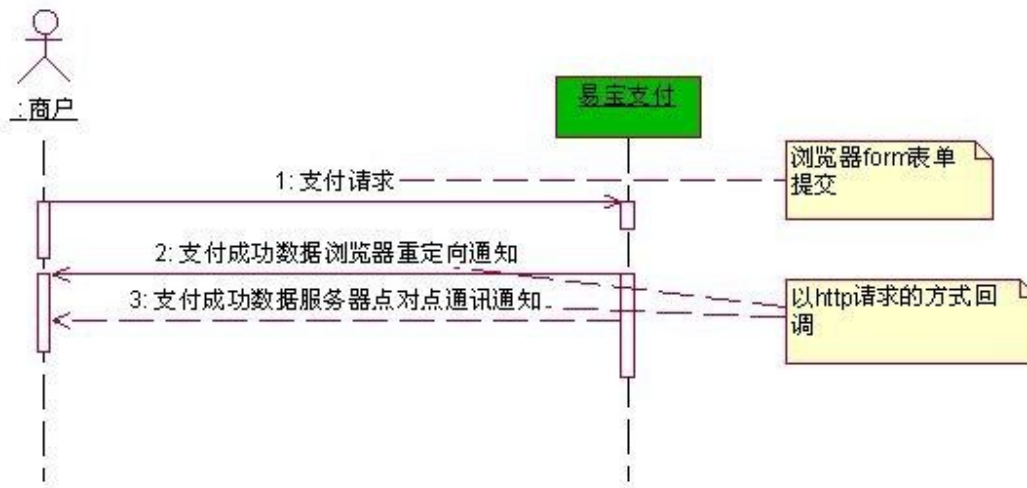 :商户
易宝支付
浏览器form表单
提交
1: 支付请求
2: 支付成功数据浏览器重定向通知
3: 支付成功数据服务器点对点通讯通知
以http请求的方式回
调